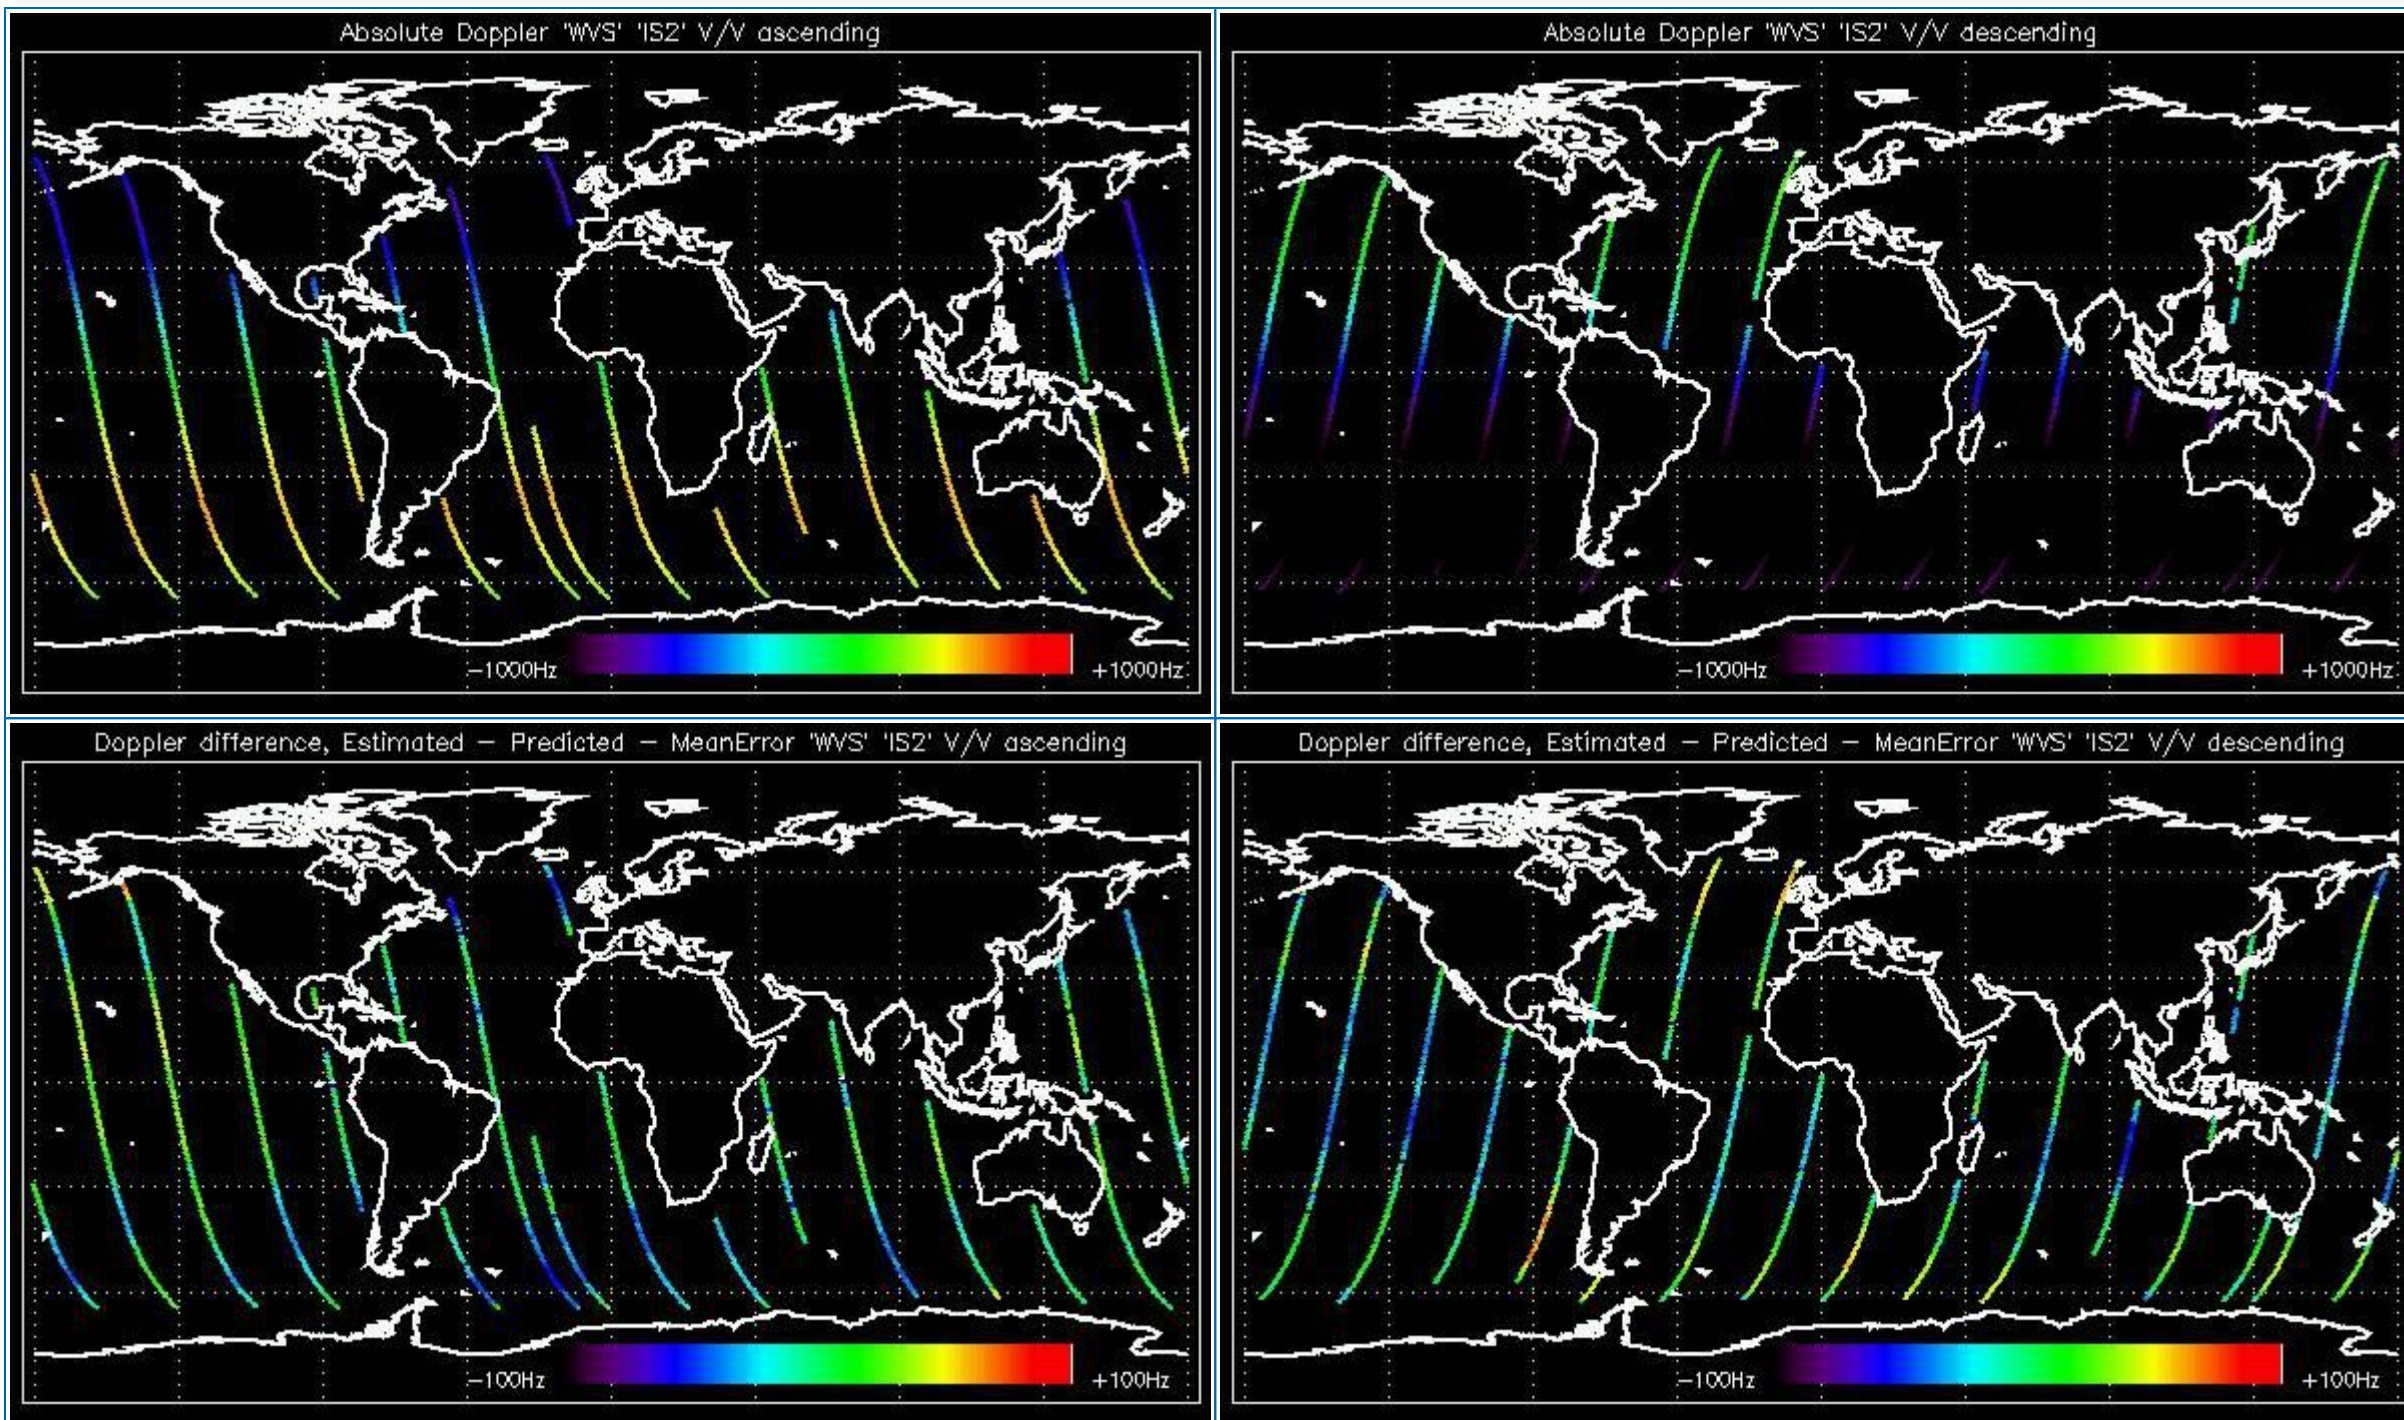 Absolute Doppler 'WVS' 'IS2' V/V ascending
-1000Hz
+1000Hz
Absolute Doppler 'WVS' 'IS2' V/V descending
-1000Hz
+1000Hz
Doppler difference, Estimated - Predicted - MeanError 'WVS' 'IS2' V/V ascending
-100Hz
+100Hz
Doppler difference, Estimated - Predicted - MeanError 'WVS' 'IS2' V/V descending
-100Hz
+100Hz